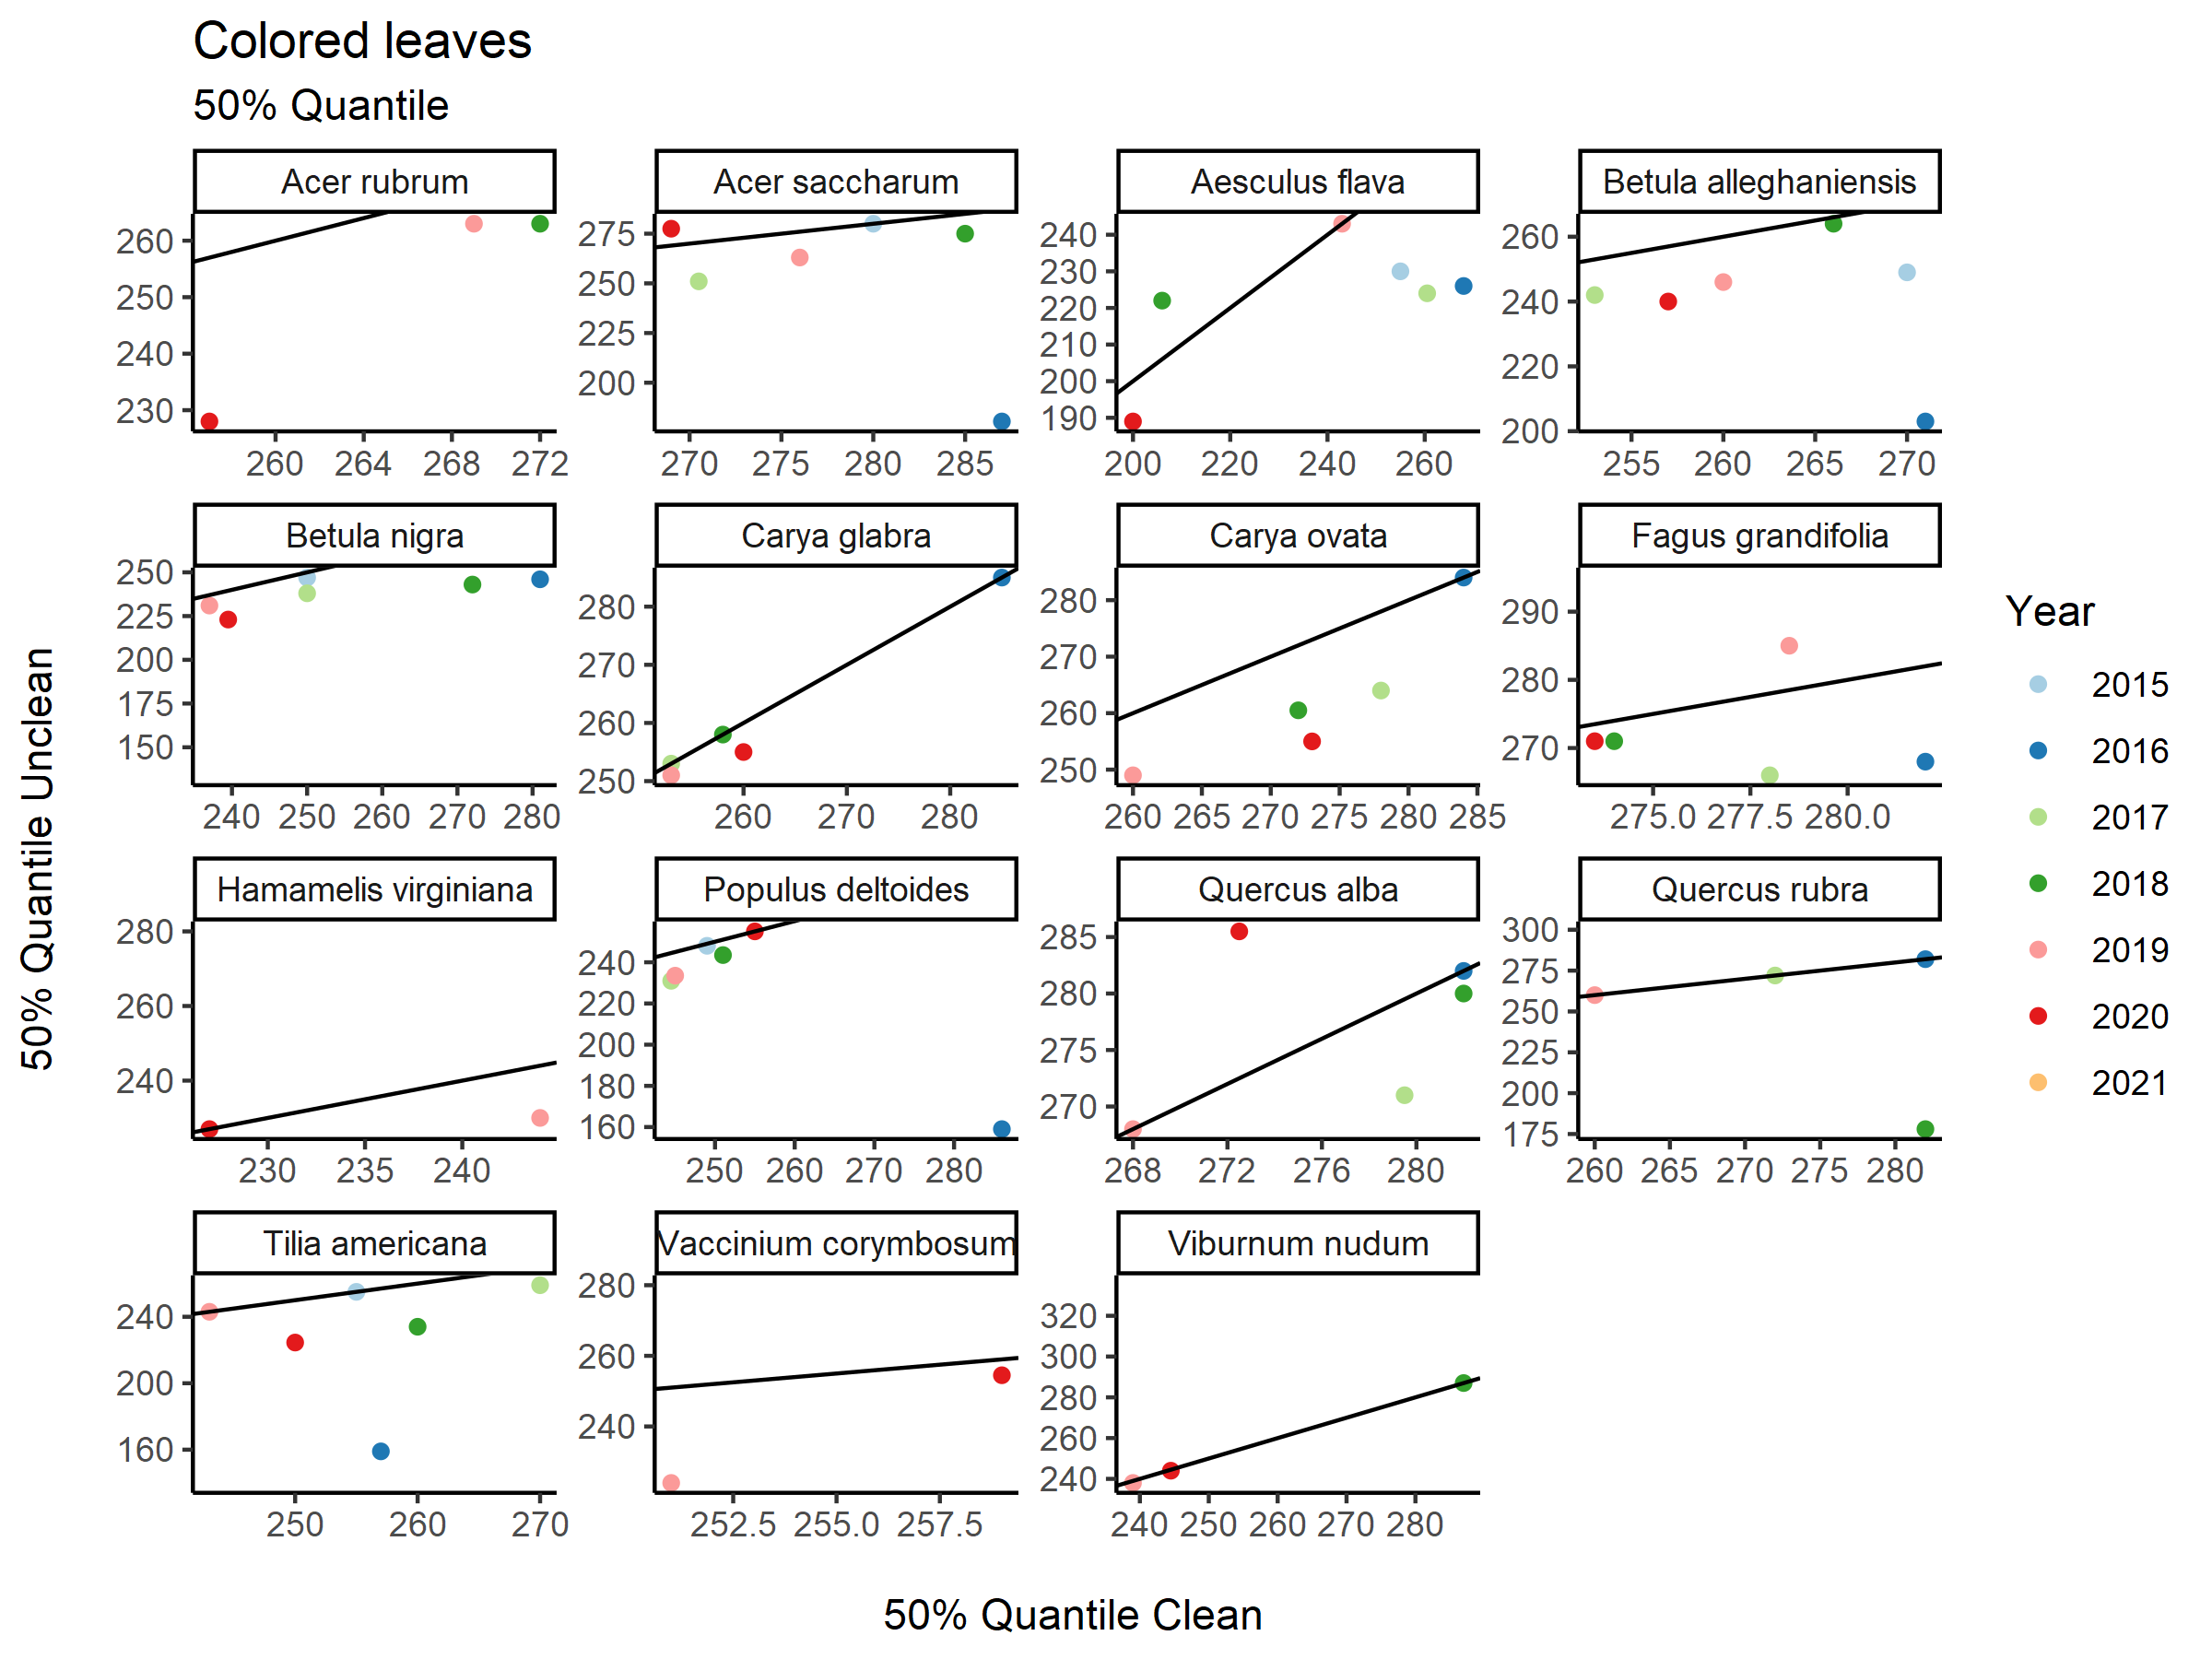 Colored leaves
50% Quantile
Acer rubrum
Acer saccharum
Aesculus flava
Betula alleghaniensis
260
250
240
230
260 264 268 272
275
250
225
200
270 275 280 285
240
230
220
210
200
190
200 220 240 260
260
240
220
200
255 260 265 270
Betula nigra
Carya glabra
Carya ovata
Fagus grandifolia
250
225
200
175
150
240 250 260 270 280
280
270
260
250
260 270 280
280
270
260
250
260 265 270 275 280 285
290
280
270
275.0 277.5 280.0
Hamamelis virginiana
Populus deltoides
Quercus alba
Quercus rubra
280
260
240
230 235 240
240
220
200
180
160
250 260 270 280
285
280
275
270
268 272 276 280
300
275
250
225
200
175
260 265 270 275 280
Tilia americana
Vaccinium corymbosum
Viburnum nudum
240
200
160
250 260 270
280
260
240
252.5 255.0 257.5
320
300
280
260
240
240 250 260 270 280
50% Quantile Unclean
50% Quantile Clean
Year
2015
2016
2017
2018
2019
2020
2021